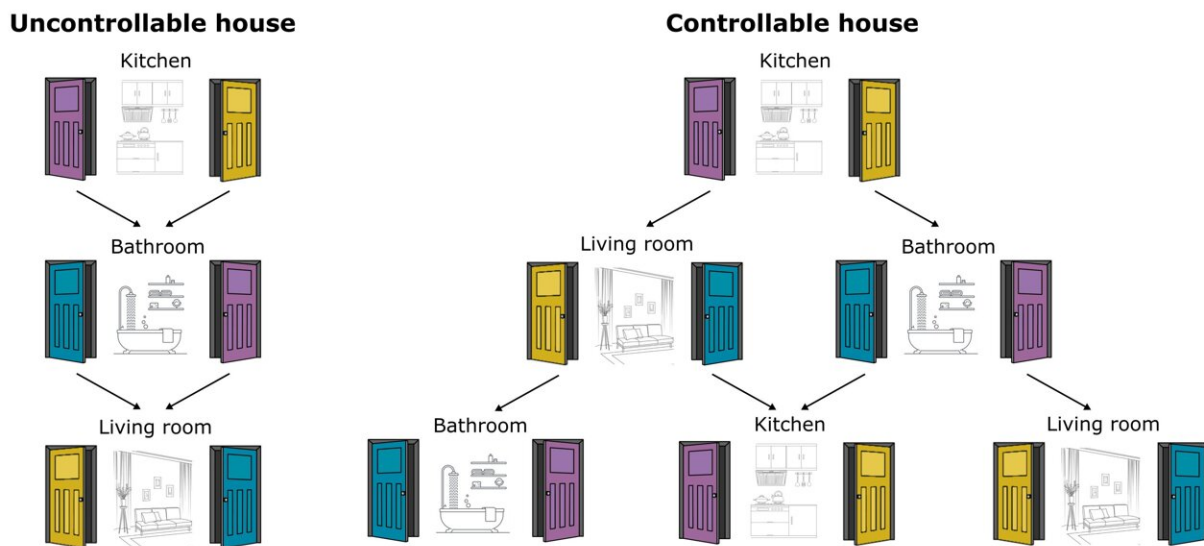 Uncontrollable house
Kitchen
Bathroom
Living room
Controllable house
Kitchen
Living room
Bathroom
Bathroom
Kitchen
Living room